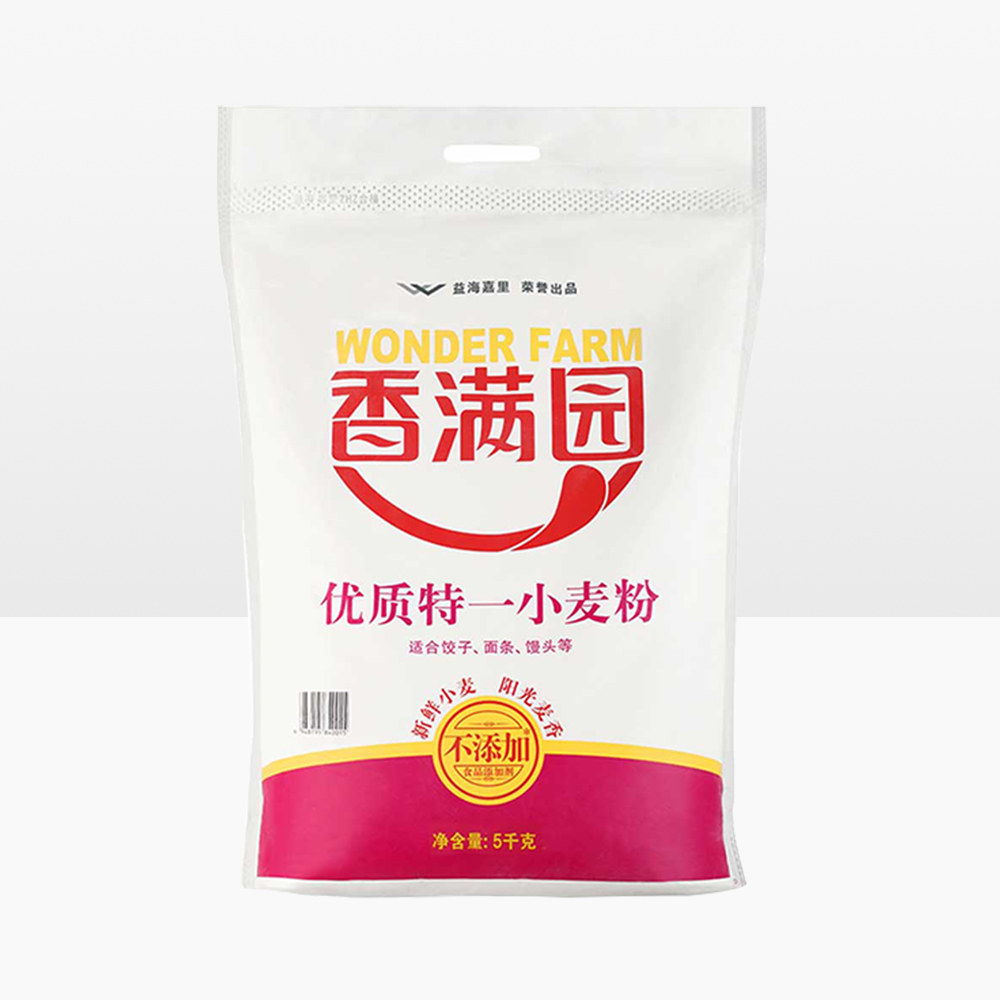 益海嘉里 荣誉出品
WONDER FARM
香满园
优质特一小麦粉
适合饺子、面条、馒头等
新鲜小麦 阳光麦香
不添加
食品添加剂
净含量:5千克